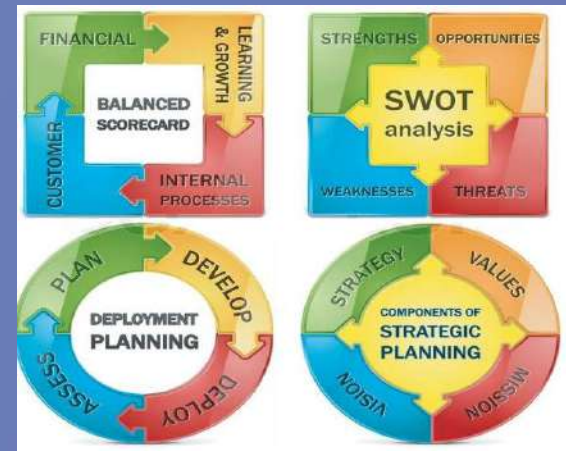 FINANCIAL
LEARNING
& GROWTH
BALANCED
SCORECARD
CUSTOMER
INTERNAL
PROCESSES
STRENGTHS
OPPORTUNITIES
SWOT
analysis
WEAKNESSES
THREATS
PLAN
DEVELOP
DEPLOYMENT
PLANNING
ASSESS
DEPLOY
STRATEGY
VALUES
COMPONENTS OF
STRATEGIC
PLANNING
VISION
MISSION